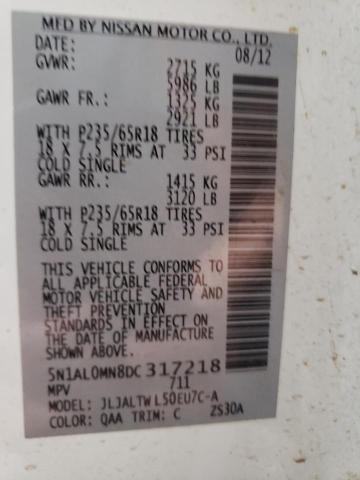 MFD BY NISSAN MOTOR CO., LTD.
DATE: 08/12
GVWR: 2715 KG
5986 LB
GAWR FR.: 1325 KG
2921 LB
WITH P235/65R18 TIRES
18 X 7.5 RIMS AT 33 PSI
COLD SINGLE
GAWR RR.: 1415 KG
3120 LB
WITH P235/65R18 TIRES
18 X 7.5 RIMS AT 33 PSI
COLD SINGLE
THIS VEHICLE CONFORMS TO
ALL APPLICABLE FEDERAL
MOTOR VEHICLE SAFETY AND
THEFT PREVENTION
STANDARDS IN EFFECT ON
THE DATE OF MANUFACTURE
SHOWN ABOVE.
5N1AL0MN8DC317218
MPV 711
MODEL: JLJALTWL50EU7C-A
COLOR: QAA TRIM: C ZS30A